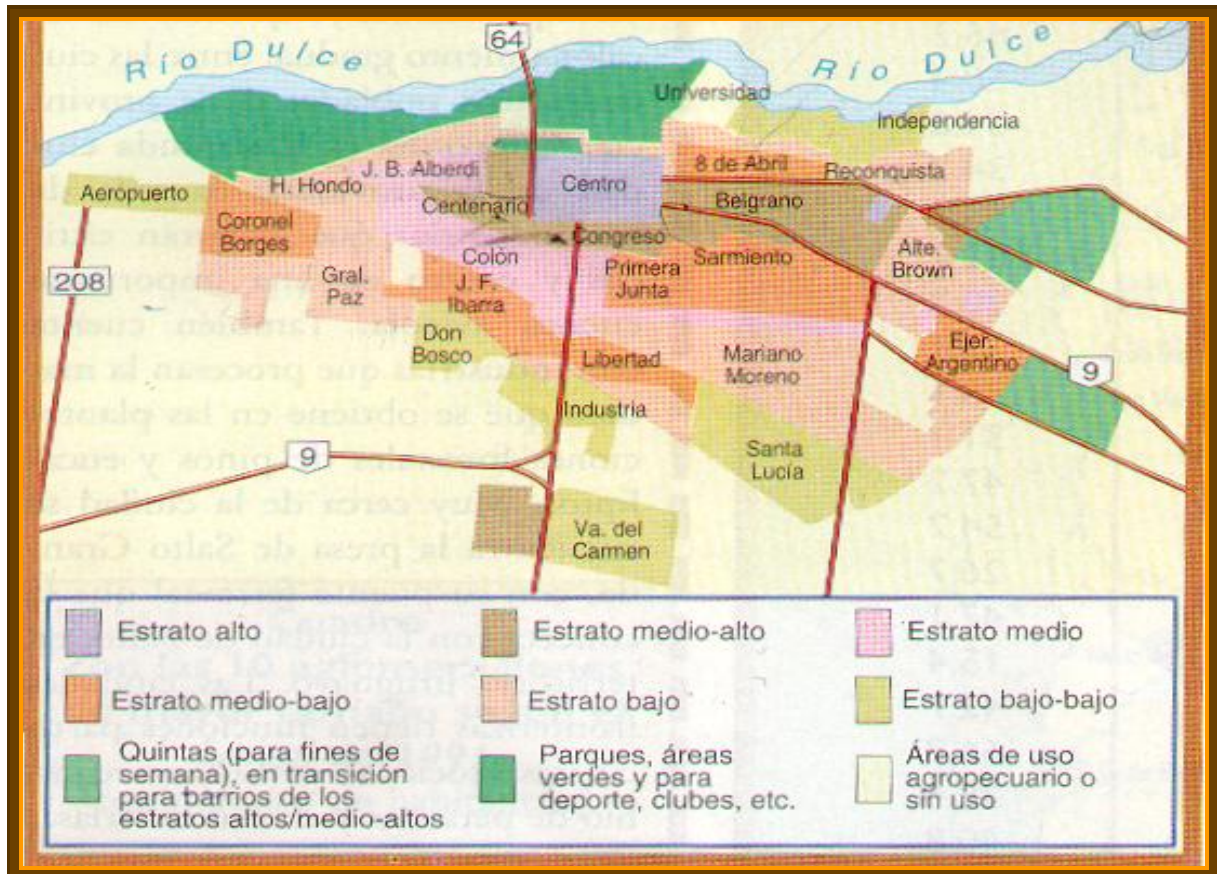 64
Río Dulce
Río Dulce
Universidad
Independencia
8 de Abril
J. B. Alberdi
Reconquista
H. Hondo
Centro
Aeropuerto
Centenario
Belgrano
Coronel
Borges
Congreso
Colón
Sarmiento
Alte.
Brown
208
Gral.
Paz
J. F.
Ibarra
Primera
Junta
Don
Bosco
Libertad
Mariano
Moreno
Ejer.
Argentino
9
Industria
Santa
Lucía
9
Va. del
Carmen
Estrato alto
Estrato medio-alto
Estrato medio
Estrato medio-bajo
Estrato bajo
Estrato bajo-bajo
Quintas (para fines de
semana), en transición
para barrios de los
estratos altos/medio-altos
Parques, áreas
verdes y para
deporte, clubes, etc.
Áreas de uso
agropecuario o
sin uso